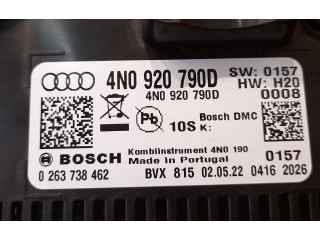 4N0 920 790D SW: 0157
4N0 920 790D HW: H20
0008
Pb 10S Bosch DMC
K:
BOSCH Kombiinstrument 4N0 190 0157
Made in Portugal
0 263 738 462 BVX 815 02.05.22 0416 2026